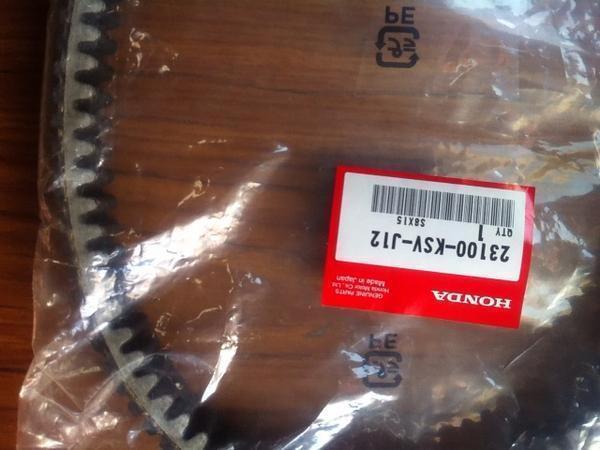 HONDA
GENUINE PARTS
Honda Motor Co., Ltd.
Made in Japan
23100-KSV-J12
QTY 1
S8X15
PE
PE